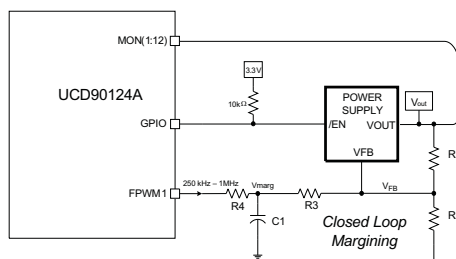 MON(1:12)
3.3V
UCD90124A
10kΩ
POWER
SUPPLY
Vout
GPIO
/EN
VOUT
VFB
R
FPWM1
250 kHz – 1MHz
Vmarg
VFB
R4
R3
R
C1
Closed Loop
Margining